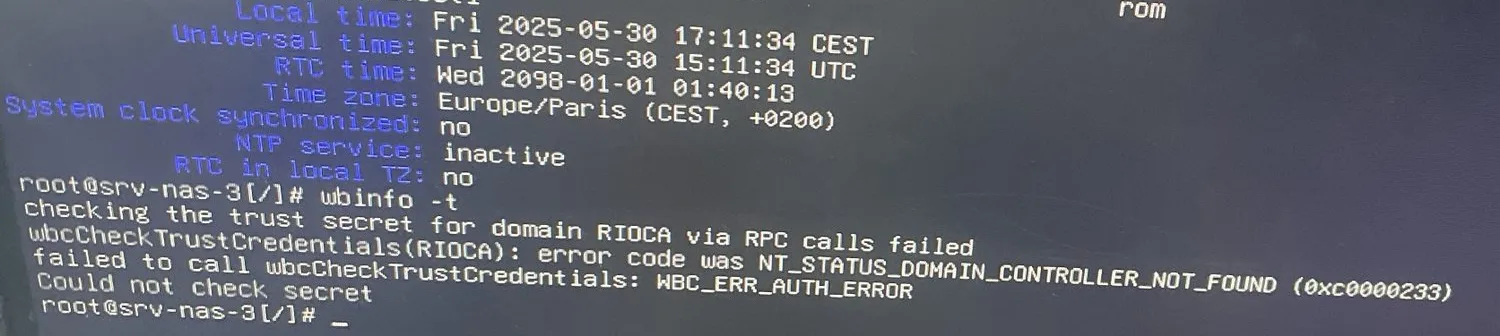 rom
Local time: Fri 2025-05-30 17:11:34 CEST
Universal time: Fri 2025-05-30 15:11:34 UTC
RTC time: Wed 2098-01-01 01:40:13
Time zone: Europe/Paris (CEST, +0200)
System clock synchronized: no
NTP service: inactive
RTC in local TZ: no
root@srv-nas-3[/]# wbinfo -t
checking the trust secret for domain RIOCA via RPC calls failed
wbcCheckTrustCredentials(RIOCA): error code was NT_STATUS_DOMAIN_CONTROLLER_NOT_FOUND (0xc0000233)
failed to call wbcCheckTrustCredentials: WBC_ERR_AUTH_ERROR
Could not check secret
root@srv-nas-3[/]# _